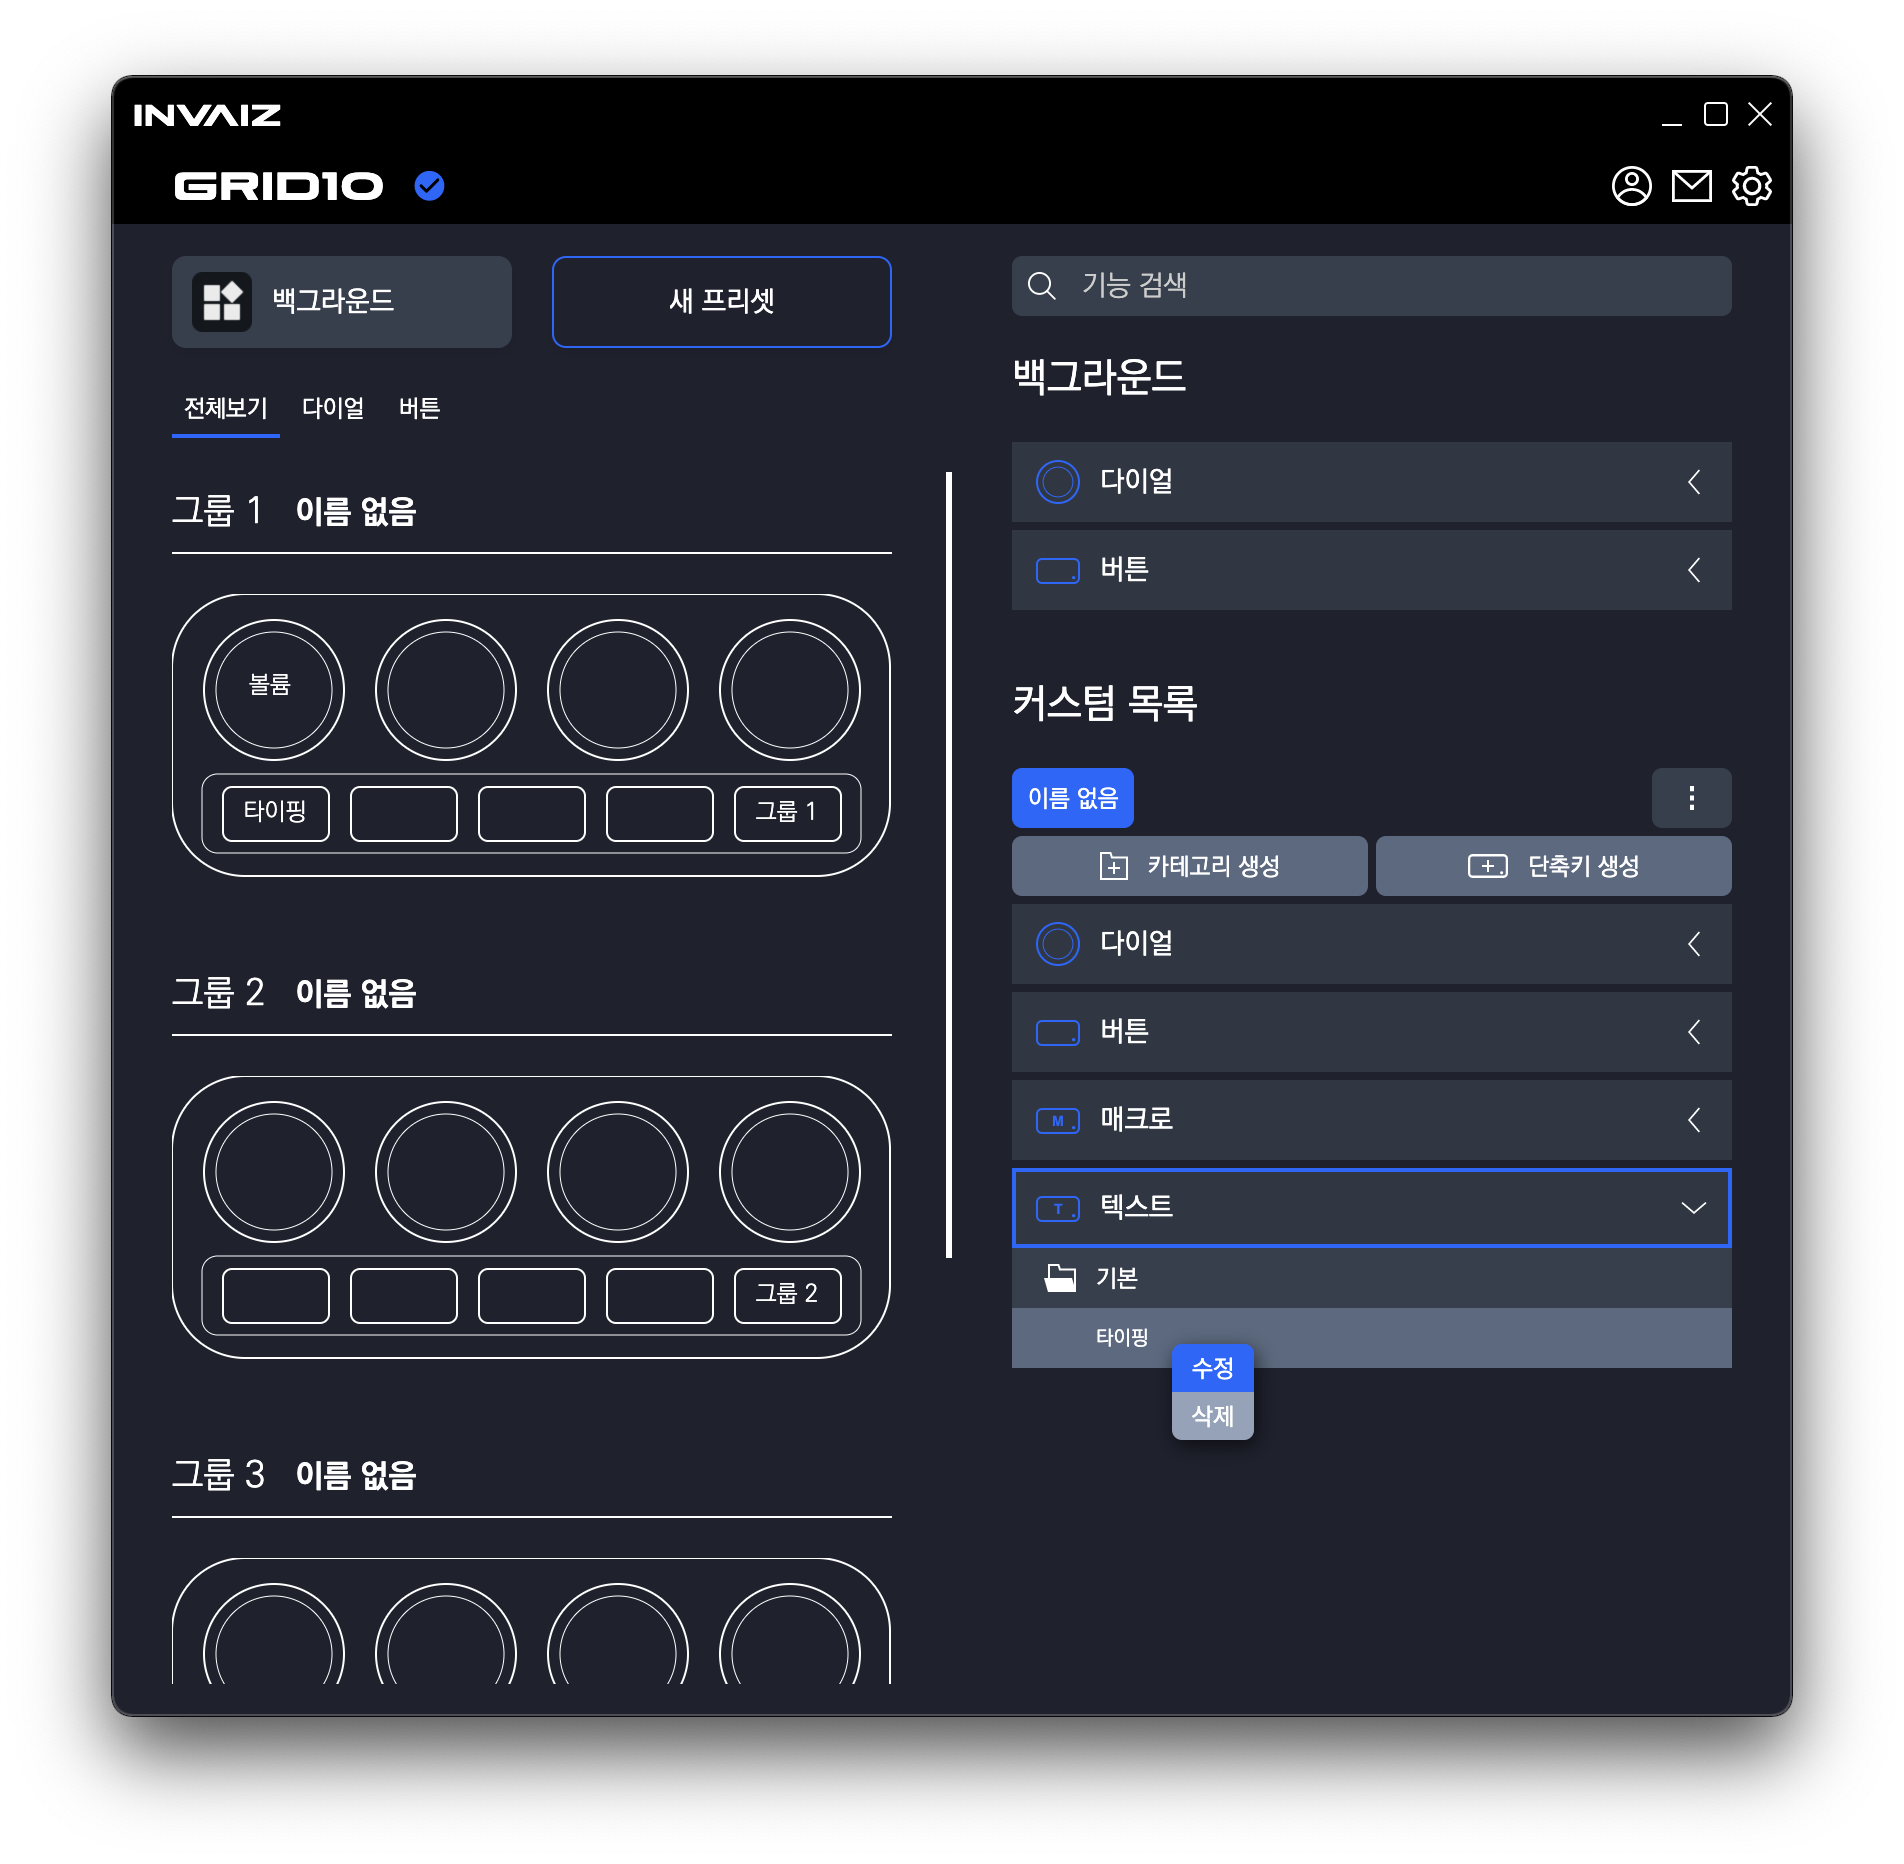 INVAIZ
GRID10
백그라운드
새 프리셋
전체보기 다이얼 버튼
그룹 1 이름 없음
볼륨
타이핑
그룹 1
그룹 2 이름 없음
그룹 2
그룹 3 이름 없음
기능 검색
백그라운드
다이얼
버튼
커스텀 목록
이름 없음
카테고리 생성
단축키 생성
다이얼
버튼
M 매크로
T 텍스트
기본
타이핑
수정
삭제